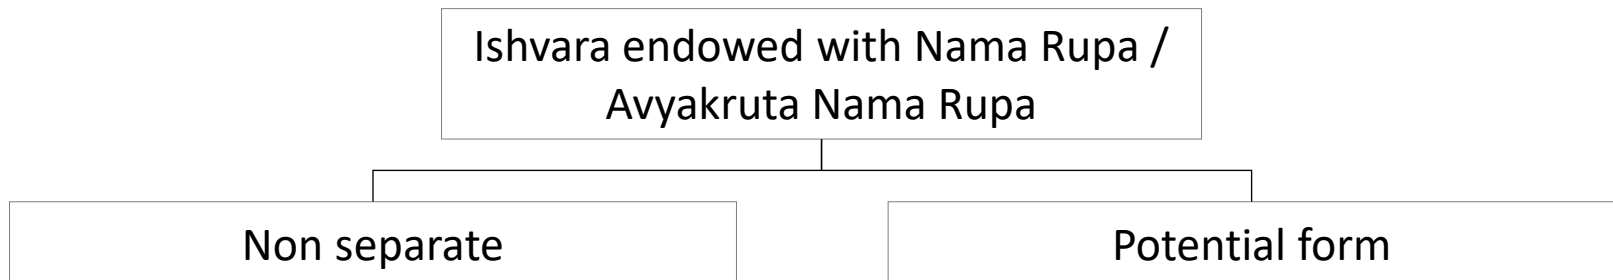 Ishvara endowed with Nama Rupa /
Avyakruta Nama Rupa
Non separate
Potential form